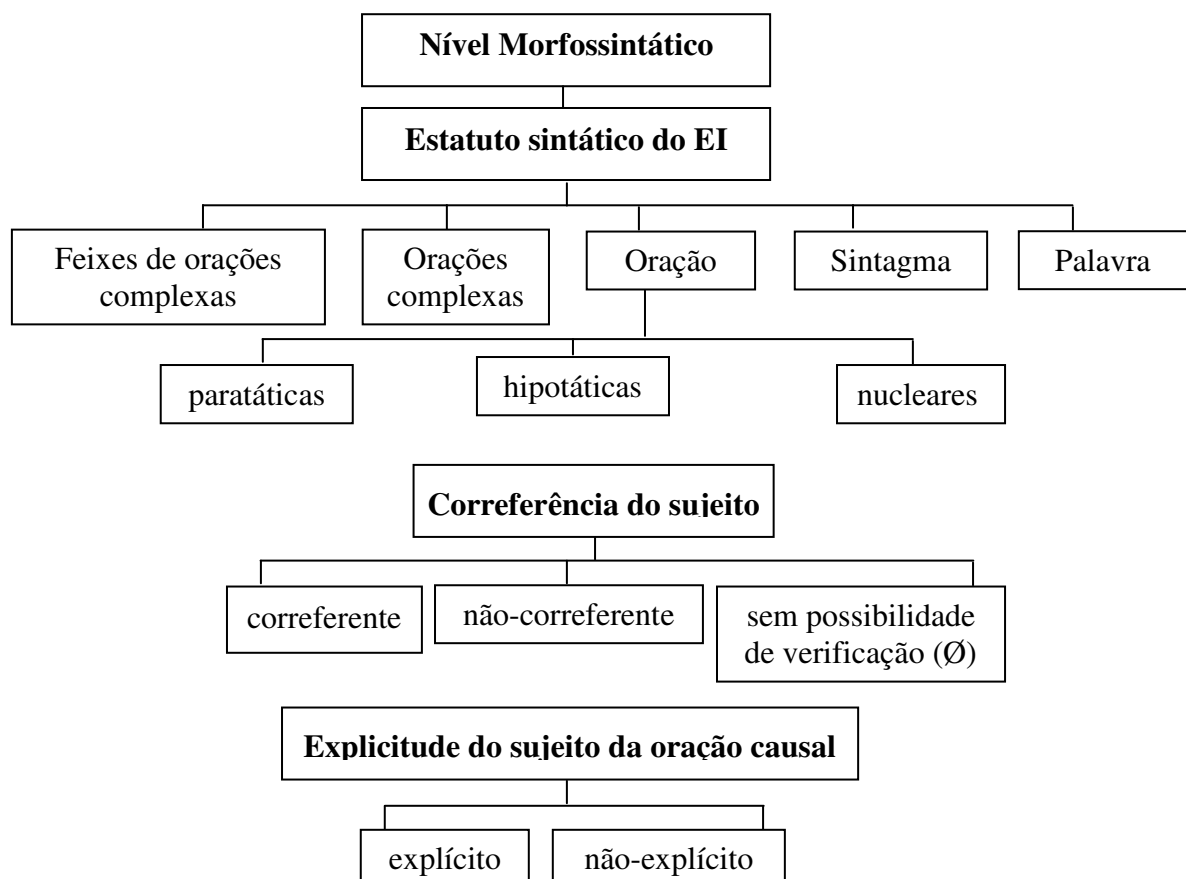 Nível Morfossintático
Estatuto sintático do EI
Feixes de orações
complexas
Orações
complexas
Oração
Sintagma
Palavra
paratáticas
hipotáticas
nucleares
Correferência do sujeito
correferente
não-correferente
sem possibilidade
de verificação (Ø)
Explicitude do sujeito da oração causal
explícito
não-explícito